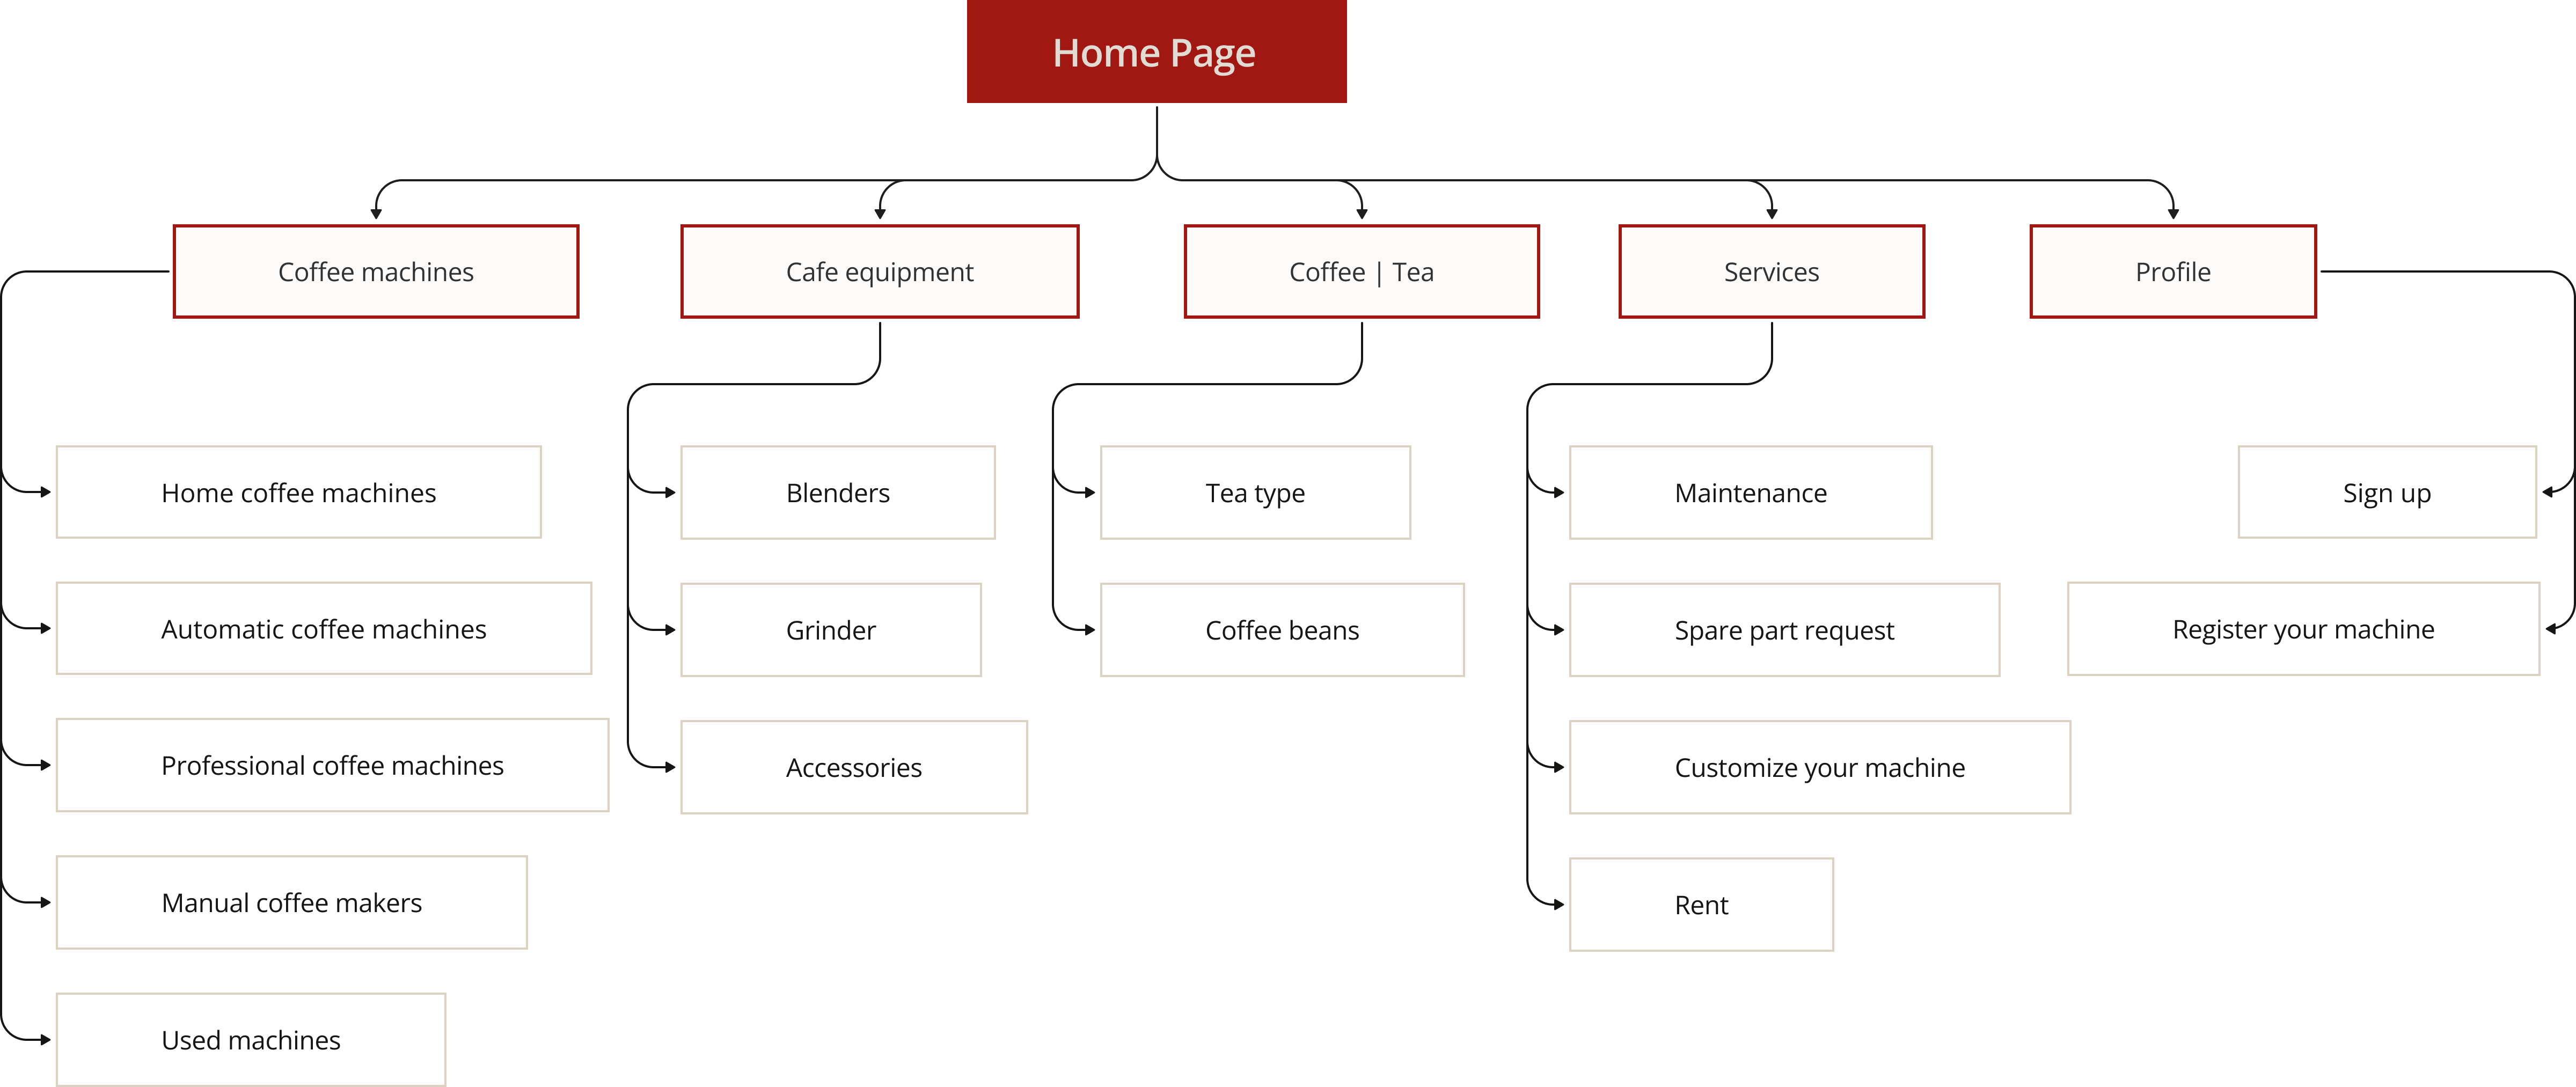 Home Page
Coffee machines
Cafe equipment
Coffee | Tea
Services
Profile
Home coffee machines
Automatic coffee machines
Professional coffee machines
Manual coffee makers
Used machines
Blenders
Grinder
Accessories
Tea type
Coffee beans
Maintenance
Spare part request
Customize your machine
Rent
Sign up
Register your machine